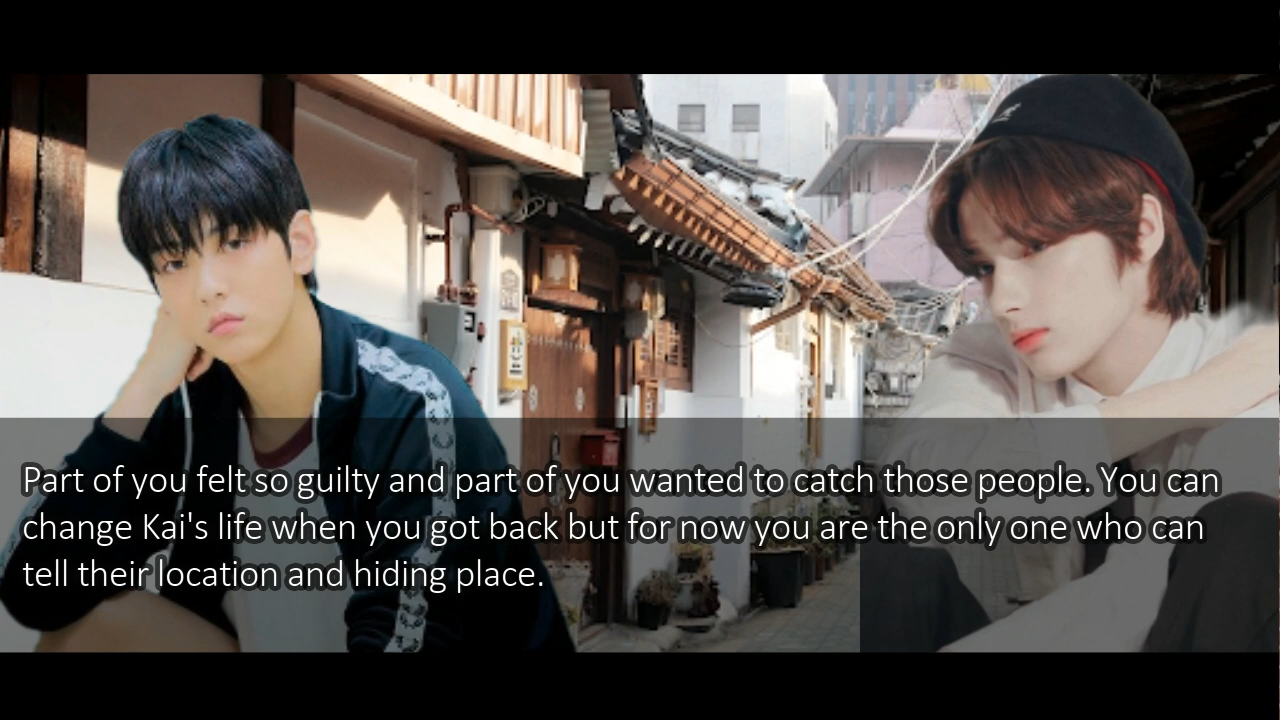 Part of you felt so guilty and part of you wanted to catch those people. You can
change Kai's life when you got back but for now you are the only one who can
tell their location and hiding place.